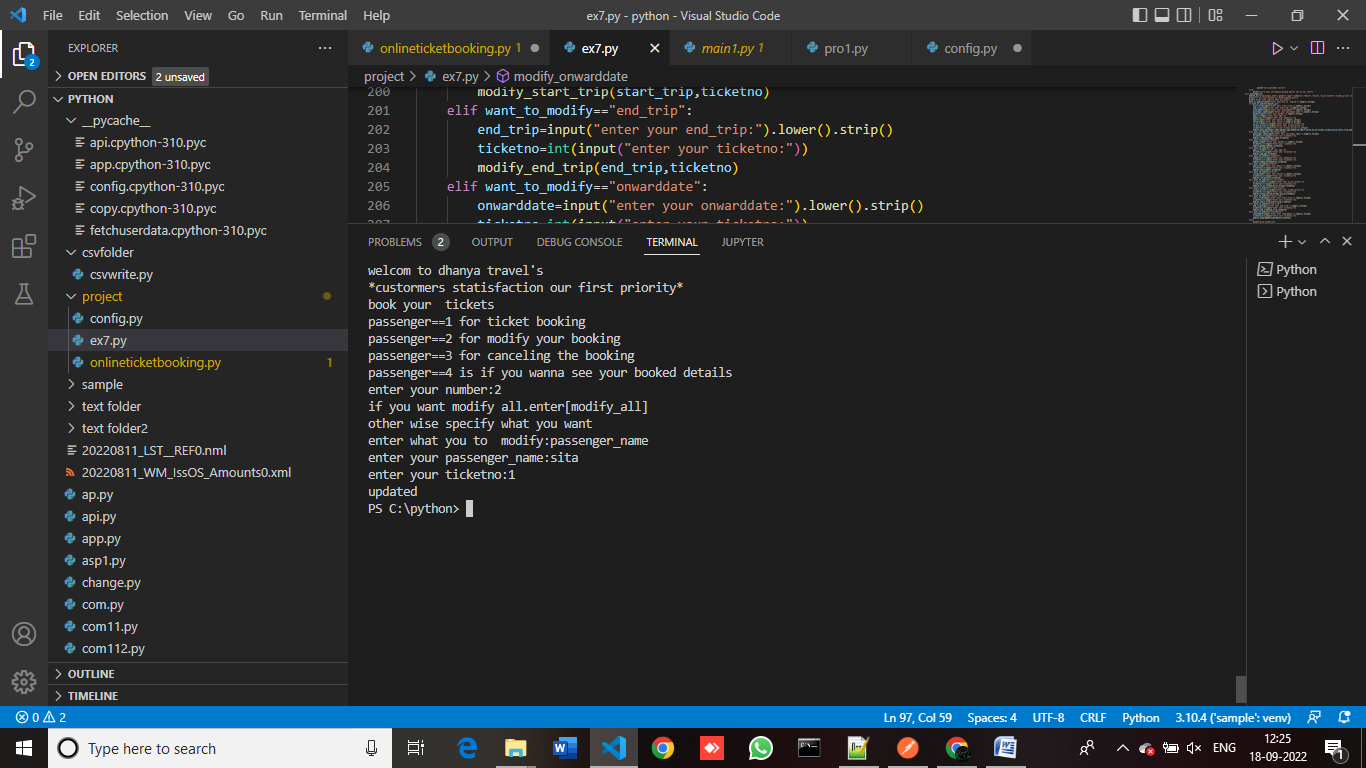 File Edit Selection View Go Run Terminal Help
ex7.py - python - Visual Studio Code
EXPLORER
OPEN EDITORS 2 unsaved
PYTHON
__pycache__
api.cpython-310.pyc
app.cpython-310.pyc
config.cpython-310.pyc
copy.cpython-310.pyc
fetchuserdata.cpython-310.pyc
csvfolder
csvwrite.py
project
config.py
ex7.py
onlineticketbooking.py 1
sample
text folder
text folder2
20220811_LST__REF0.nml
20220811_WM_IssOS_Amounts0.xml
ap.py
api.py
app.py
asp1.py
change.py
com.py
com11.py
com112.py
OUTLINE
TIMELINE
2
onlineticketbooking.py 1
ex7.py
main1.py 1
pro1.py
config.py
project > ex7.py > modify_onwarddate
200 modify_start_trip(start_trip,ticketno)
201 elif want_to_modify=="end_trip":
202 end_trip=input("enter your end_trip:").lower().strip()
203 ticketno=int(input("enter your ticketno:"))
204 modify_end_trip(end_trip,ticketno)
205 elif want_to_modify=="onwarddate":
206 onwarddate=input("enter your onwarddate:").lower().strip()
207 ticketno=int(input("enter your ticketno:"))
PROBLEMS 2 OUTPUT DEBUG CONSOLE TERMINAL JUPYTER
welcom to dhanya travel's
*custormers statisfaction our first priority*
book your  tickets
passenger==1 for ticket booking
passenger==2 for modify your booking
passenger==3 for canceling the booking
passenger==4 is if you wanna see your booked details
enter your number:2
if you want modify all.enter[modify_all]
other wise specify what you want
enter what you to  modify:passenger_name
enter your passenger_name:sita
enter your ticketno:1
updated
PS C:\python>
Python
Python
0 2
Ln 97, Col 59 Spaces: 4 UTF-8 CRLF Python 3.10.4 ('sample': venv)
Type here to search
ENG
12:25
18-09-2022
1